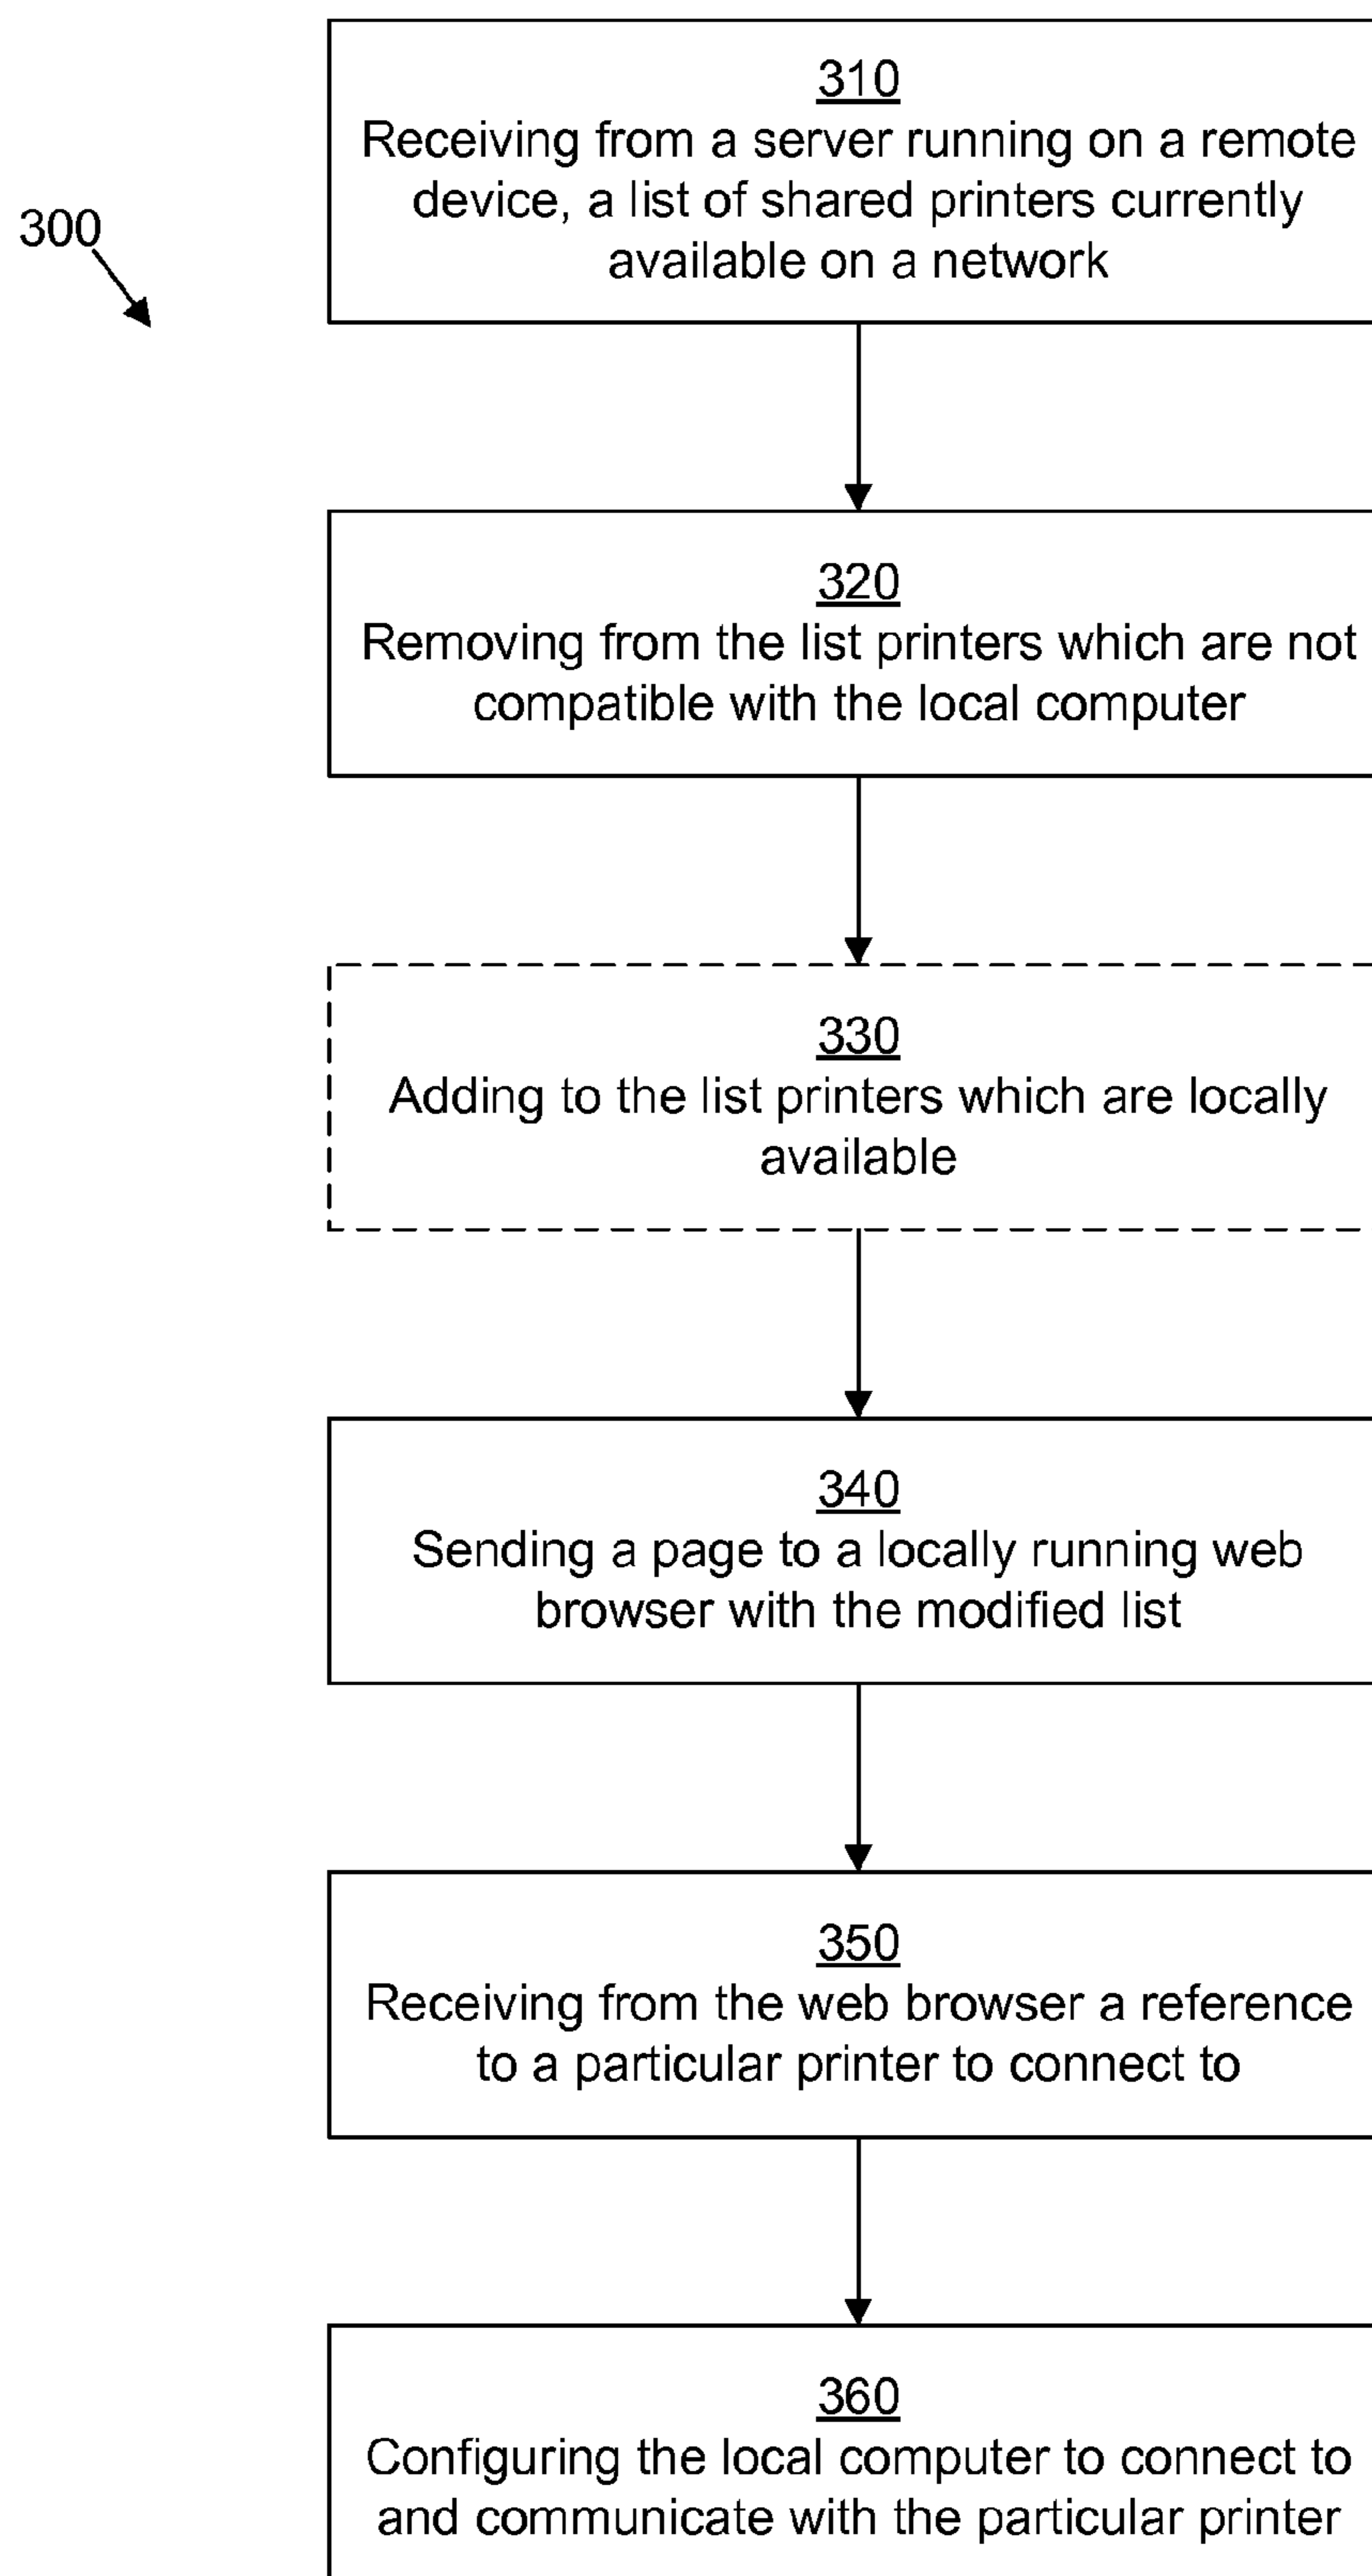 310
Receiving from a server running on a remote
device, a list of shared printers currently
available on a network
300
320
Removing from the list printers which are not
compatible with the local computer
330
Adding to the list printers which are locally
available
340
Sending a page to a locally running web
browser with the modified list
350
Receiving from the web browser a reference
to a particular printer to connect to
360
Configuring the local computer to connect to
and communicate with the particular printer